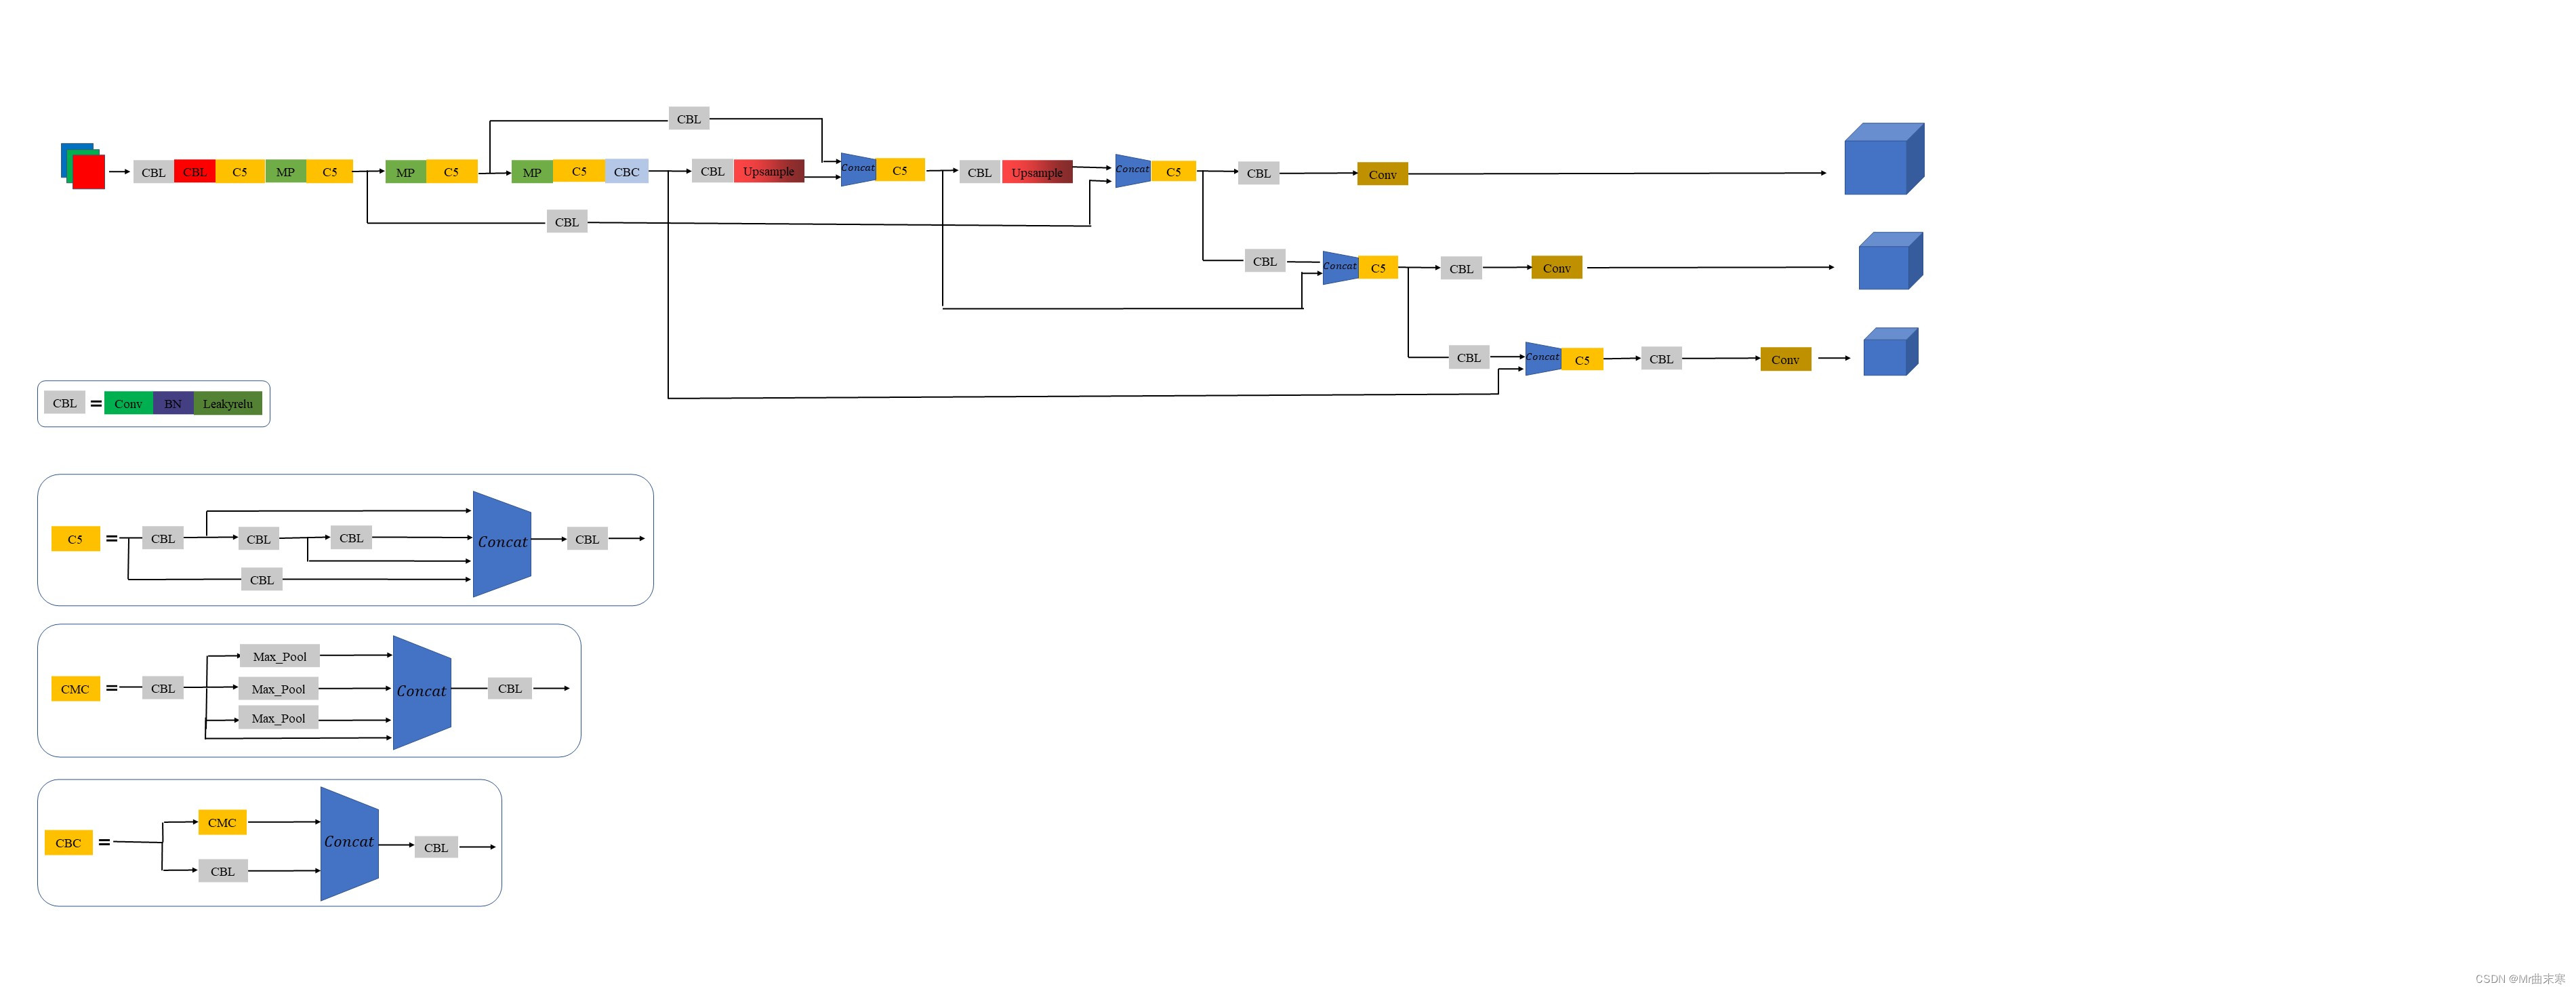 CBL
CBL CBL C5 MP C5 MP C5 MP C5 CBC CBL Upsample Concat C5 CBL Upsample Concat C5 CBL Conv
CBL
CBL Concat C5 CBL Conv
CBL Concat C5 CBL Conv
CBL = Conv BN Leakyrelu
C5 = CBL CBL CBL Concat CBL
CBL
Max_Pool
CMC = CBL Max_Pool Concat CBL
Max_Pool
CMC
CBC = Concat CBL
CBL
CSDN @Mr曲末寒